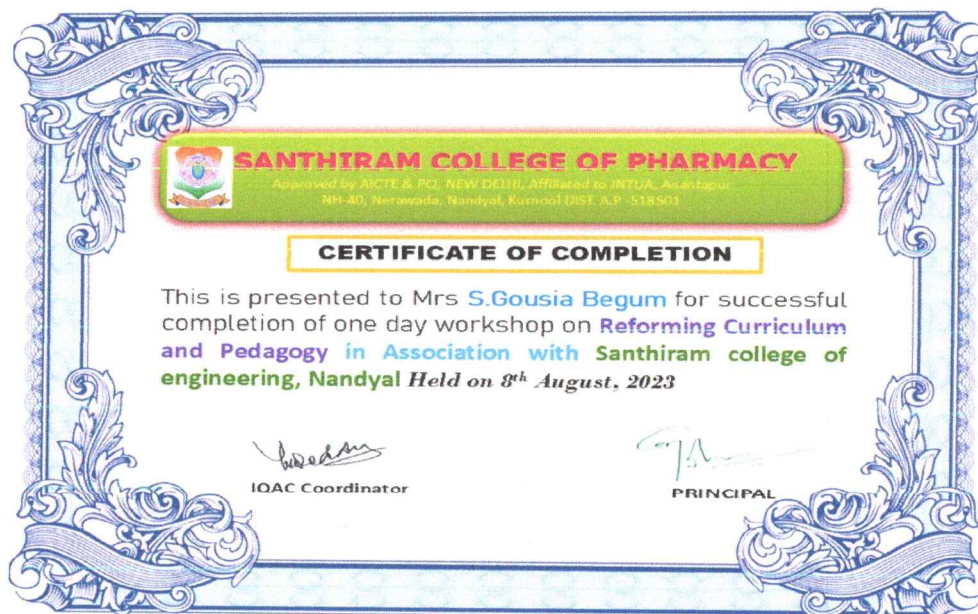 SANTHIRAM COLLEGE OF PHARMACY
Approved by AICTE & PCI, NEW DELHI, Affiliated to JNTUA, Anantapur
NH-40, Nerawada, Nandyal, Kurnool DIST. A.P -518501
CERTIFICATE OF COMPLETION
This is presented to Mrs S.Gousia Begum for successful
completion of one day workshop on Reforming Curriculum
and Pedagogy in Association with Santhiram college of
engineering, Nandyal Held on 8th August, 2023
IQAC Coordinator
PRINCIPAL